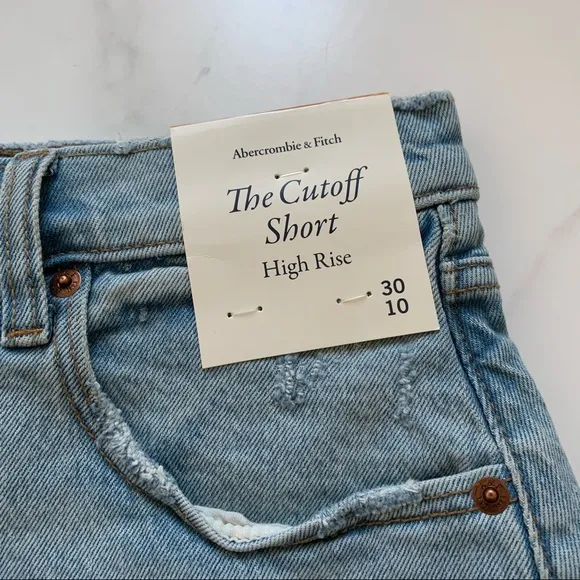 Abercrombie & Fitch
The Cutoff
Short
High Rise
30
10